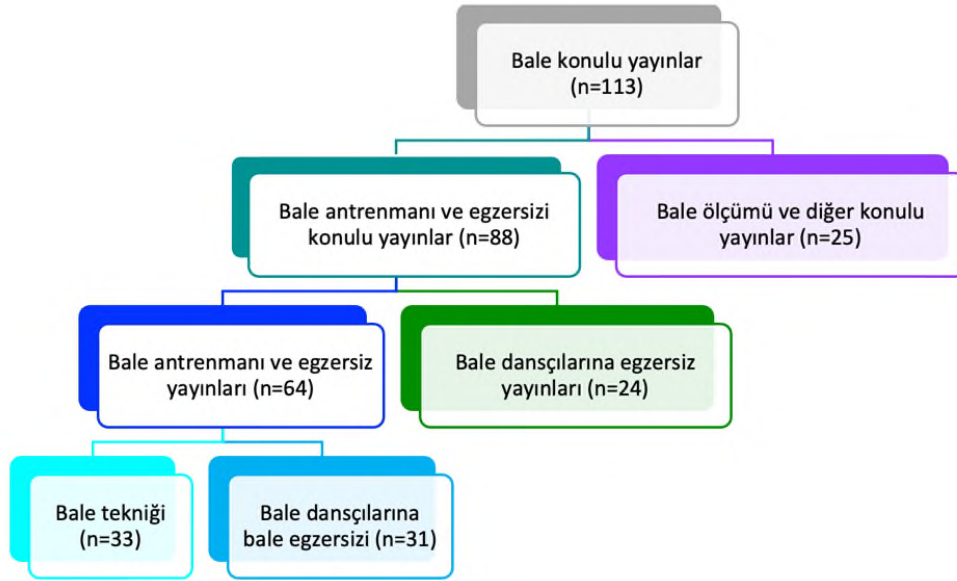 Bale konulu yayınlar
(n=113)
Bale antrenmanı ve egzersizi
konulu yayınlar (n=88)
Bale ölçümü ve diğer konulu
yayınlar (n=25)
Bale antrenmanı ve egzersiz
yayınları (n=64)
Bale dansçılarına egzersiz
yayınları (n=24)
Bale tekniği
(n=33)
Bale dansçılarına
bale egzersizi (n=31)